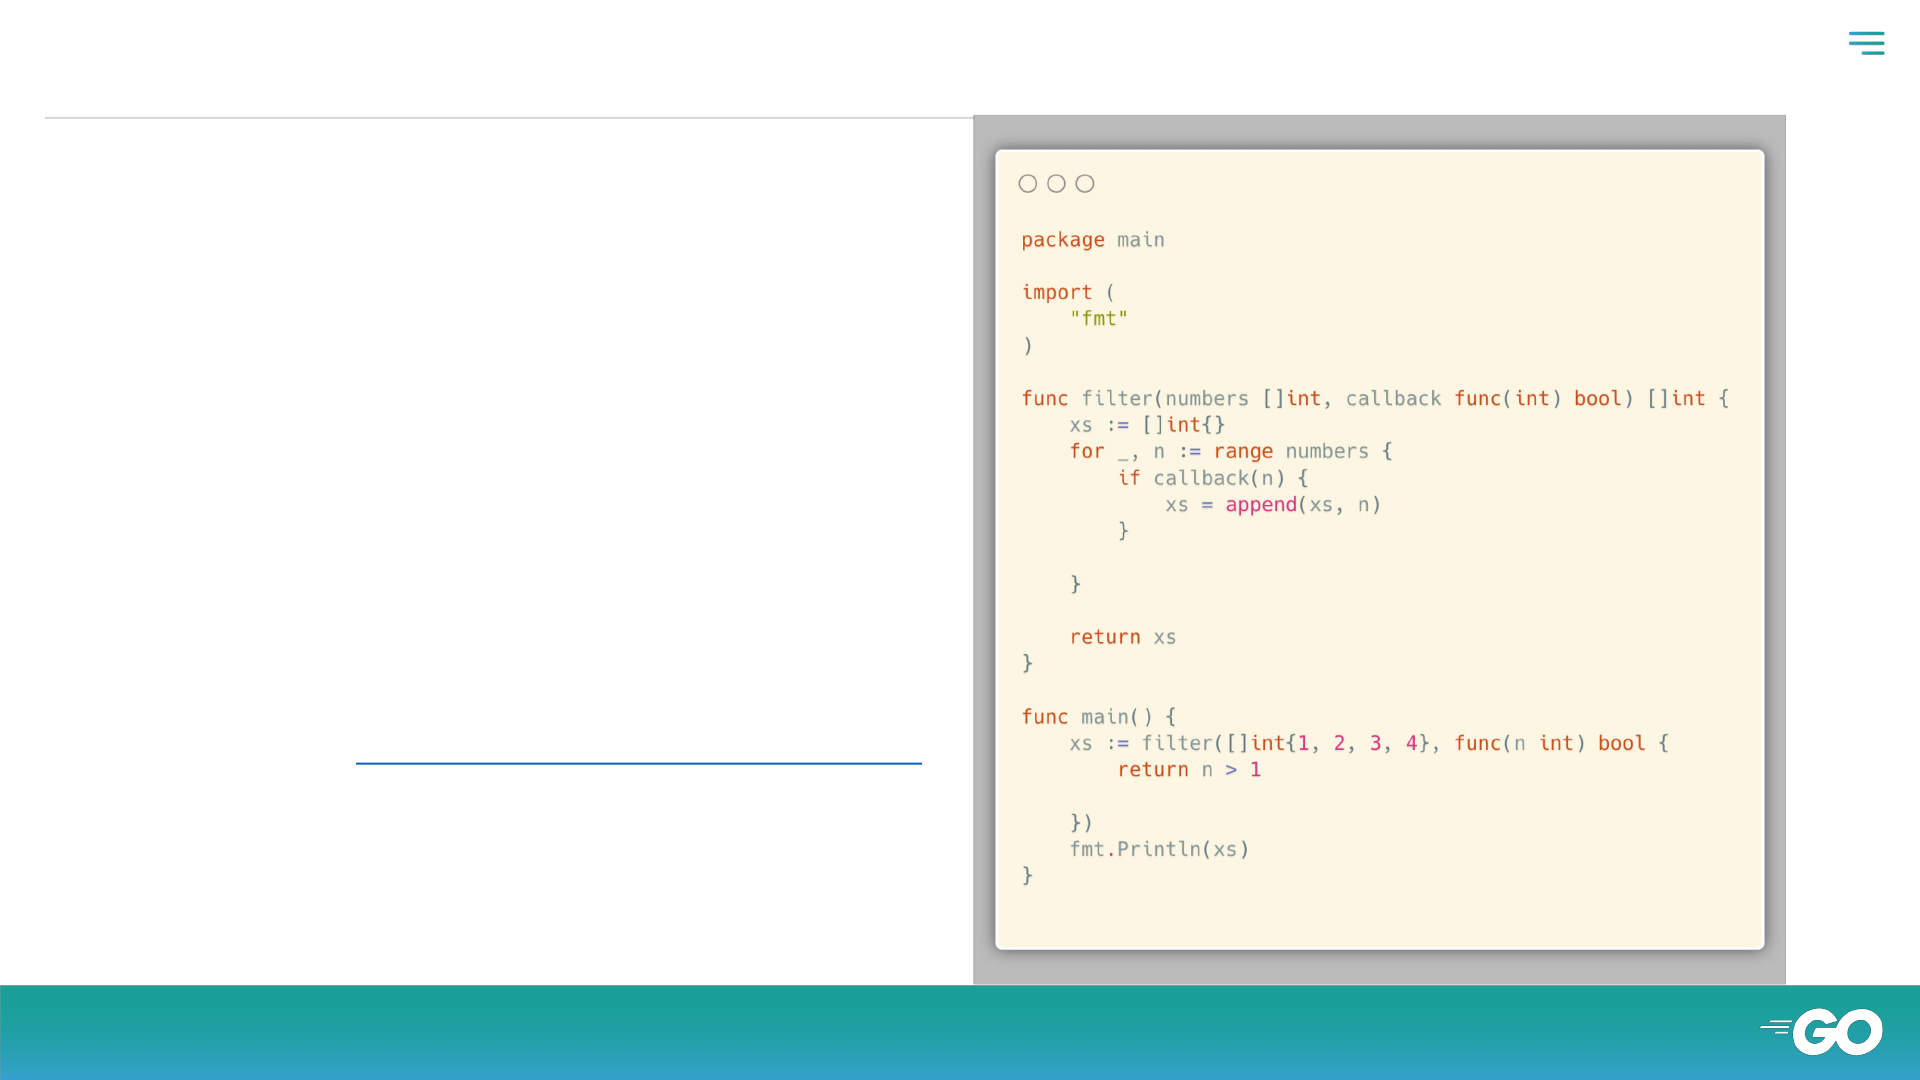 package main
import (
    "fmt"
)
func filter(numbers []int, callback func(int) bool) []int {
    xs := []int{}
    for _, n := range numbers {
        if callback(n) {
            xs = append(xs, n)
        }
    }
    return xs
}
func main() {
    xs := filter([]int{1, 2, 3, 4}, func(n int) bool {
        return n > 1
    })
    fmt.Println(xs)
}
GO